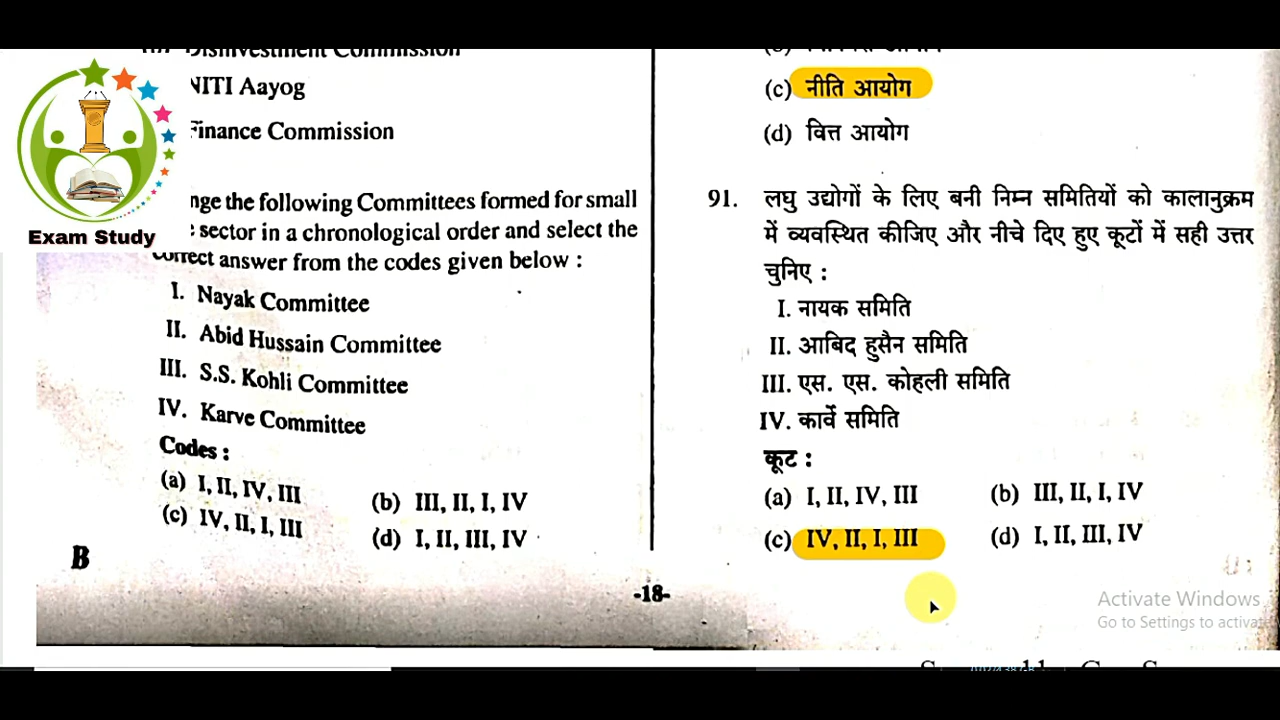 Disinvestment Commission
NITI Aayog
Finance Commission
Exam Study
nge the following Committees formed for small
sector in a chronological order and select the
correct answer from the codes given below :
I. Nayak Committee
II. Abid Hussain Committee
III. S.S. Kohli Committee
IV. Karve Committee
Codes :
(a) I, II, IV, III
(b) III, II, I, IV
(c) IV, II, I, III
(d) I, II, III, IV
B
(c) नीति आयोग
(d) वित्त आयोग
91. लघु उद्योगों के लिए बनी निम्न समितियों को कालानुक्रम
में व्यवस्थित कीजिए और नीचे दिए हुए कूटों में सही उत्तर
चुनिए :
I. नायक समिति
II. आबिद हुसैन समिति
III. एस. एस. कोहली समिति
IV. कार्वे समिति
कूट :
(a) I, II, IV, III
(b) III, II, I, IV
(c) IV, II, I, III
(d) I, II, III, IV
-18-
Activate Windows
Go to Settings to activat